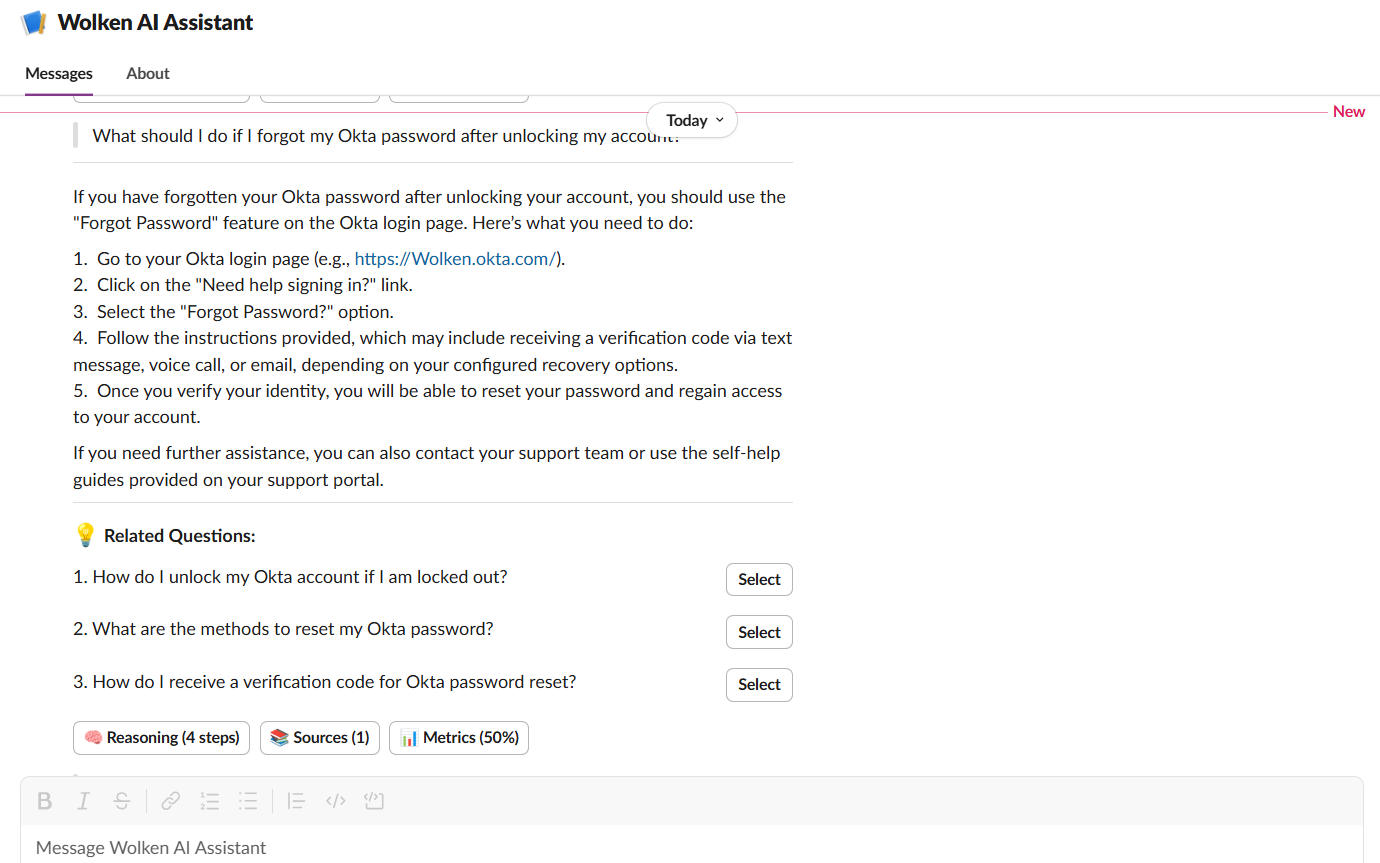 Wolken AI Assistant
Messages About
Today
New
What should I do if I forgot my Okta password after unlocking my account?
If you have forgotten your Okta password after unlocking your account, you should use the
"Forgot Password" feature on the Okta login page. Here’s what you need to do:
1. Go to your Okta login page (e.g., https://Wolken.okta.com/).
2. Click on the "Need help signing in?" link.
3. Select the "Forgot Password?" option.
4. Follow the instructions provided, which may include receiving a verification code via text
message, voice call, or email, depending on your configured recovery options.
5. Once you verify your identity, you will be able to reset your password and regain access
to your account.
If you need further assistance, you can also contact your support team or use the self-help
guides provided on your support portal.
Related Questions:
1. How do I unlock my Okta account if I am locked out?
Select
2. What are the methods to reset my Okta password?
Select
3. How do I receive a verification code for Okta password reset?
Select
Reasoning (4 steps) Sources (1) Metrics (50%)
Message Wolken AI Assistant